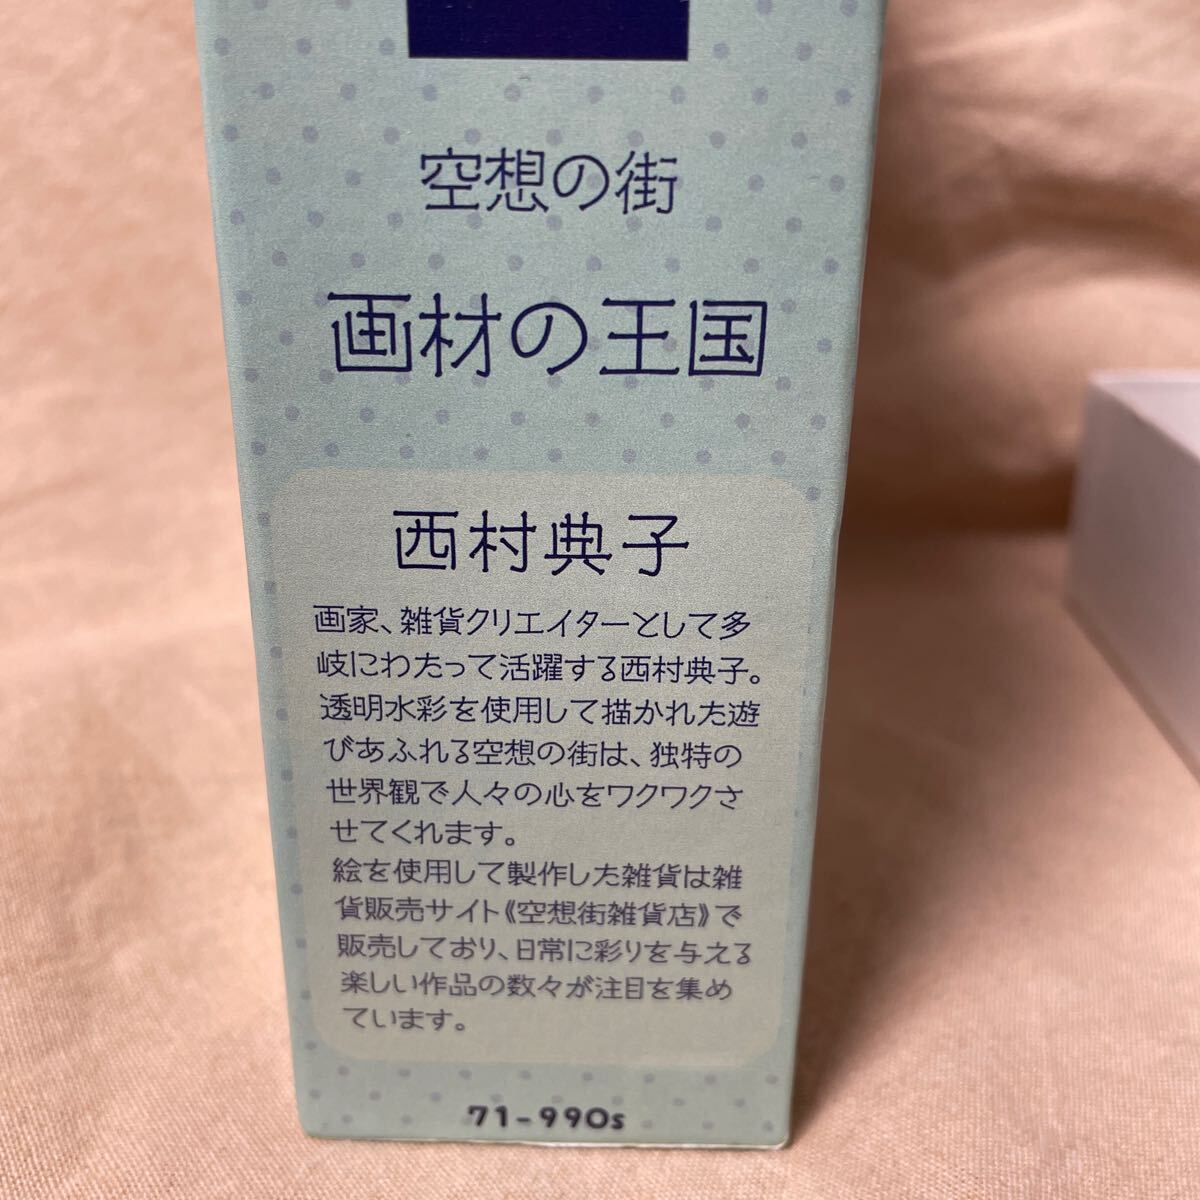 空想の街
画材の王国
西村典子
画家、雑貨クリエイターとして多
岐にわたって活躍する西村典子。
透明水彩を使用して描かれた遊
びあふれる空想の街は、独特の
世界観で人々の心をワクワクさ
せてくれます。
絵を使用して製作した雑貨は雑
貨販売サイト《空想街雑貨店》で
販売しており、日常に彩りを与える
楽しい作品の数々が注目を集め
ています。
71-990s